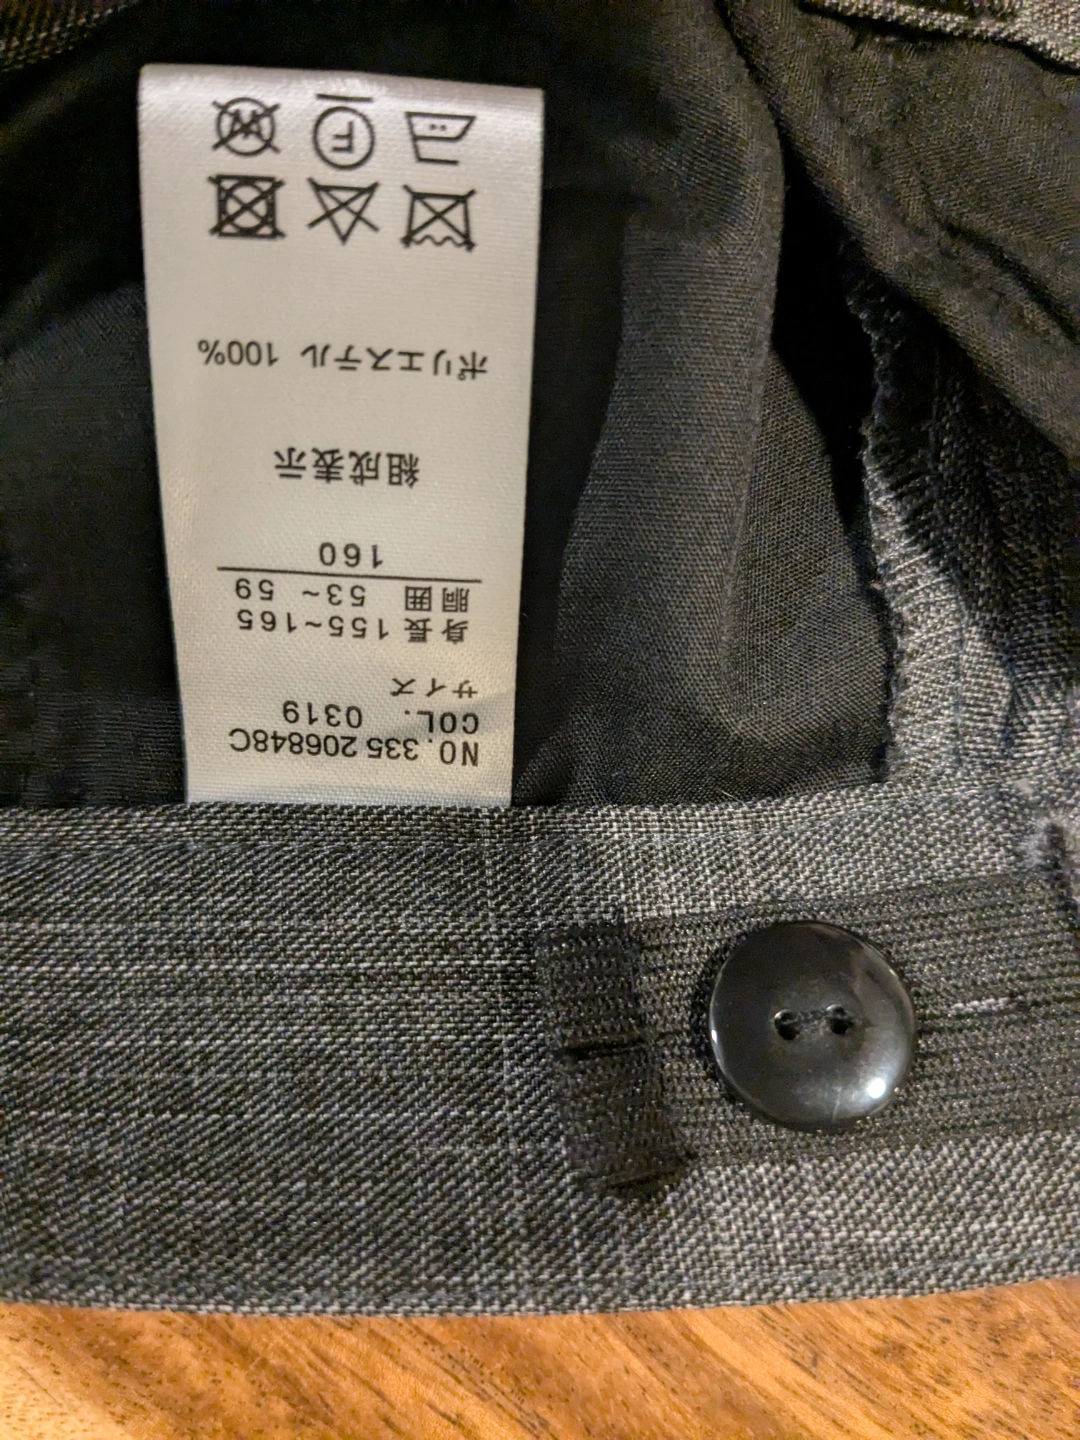 NO. 335 206848C
COL. 0319
サイズ
身長 155~165
胴囲 53~ 59
160
組成表示
ポリエステル 100%
F
W